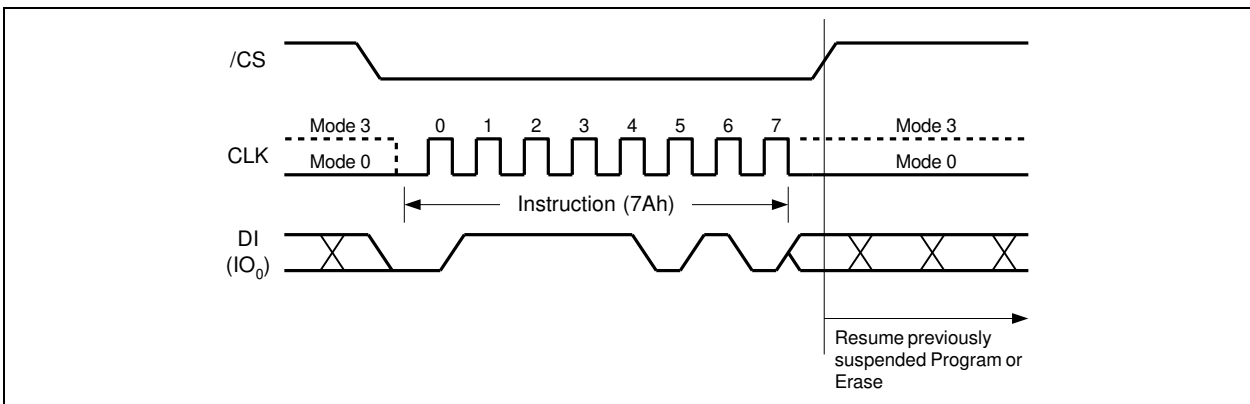 /CS
Mode 3 0 1 2 3 4 5 6 7 Mode 3
CLK
Mode 0 Mode 0
Instruction (7Ah)
DI
(IO₀)
Resume previously
suspended Program or
Erase